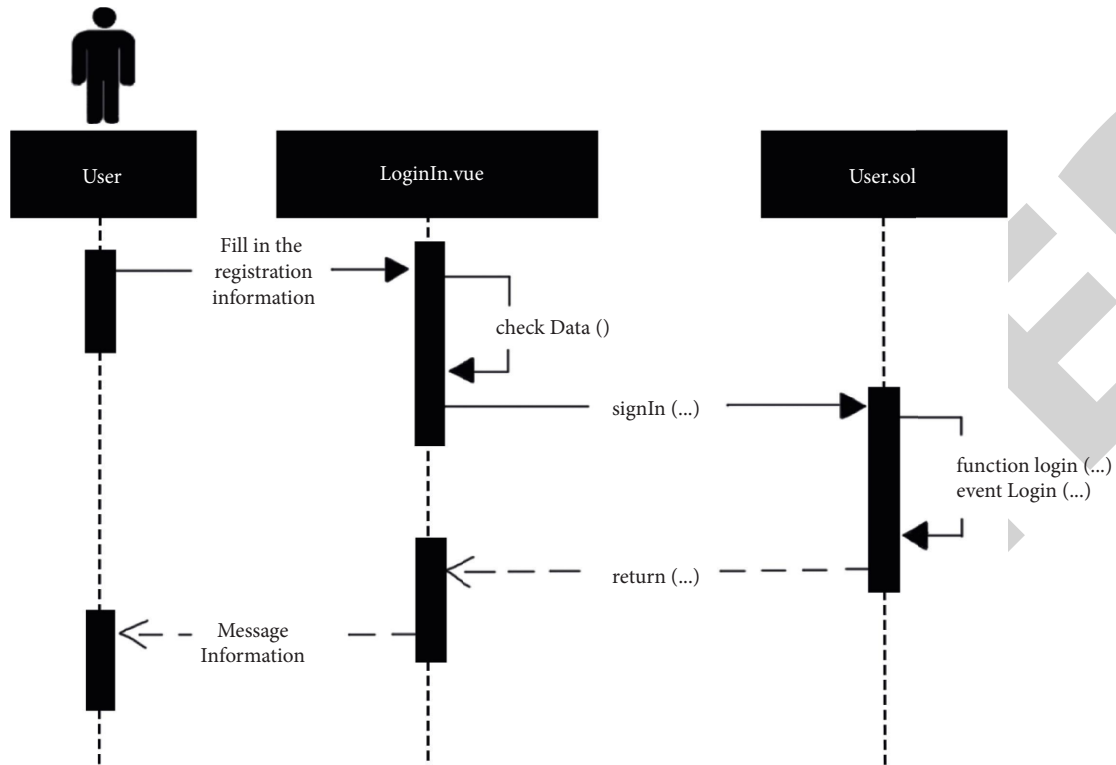 User
LoginIn.vue
User.sol
Fill in the
registration
information
check Data ()
signIn (...)
function login (...)
event Login (...)
return (...)
Message
Information